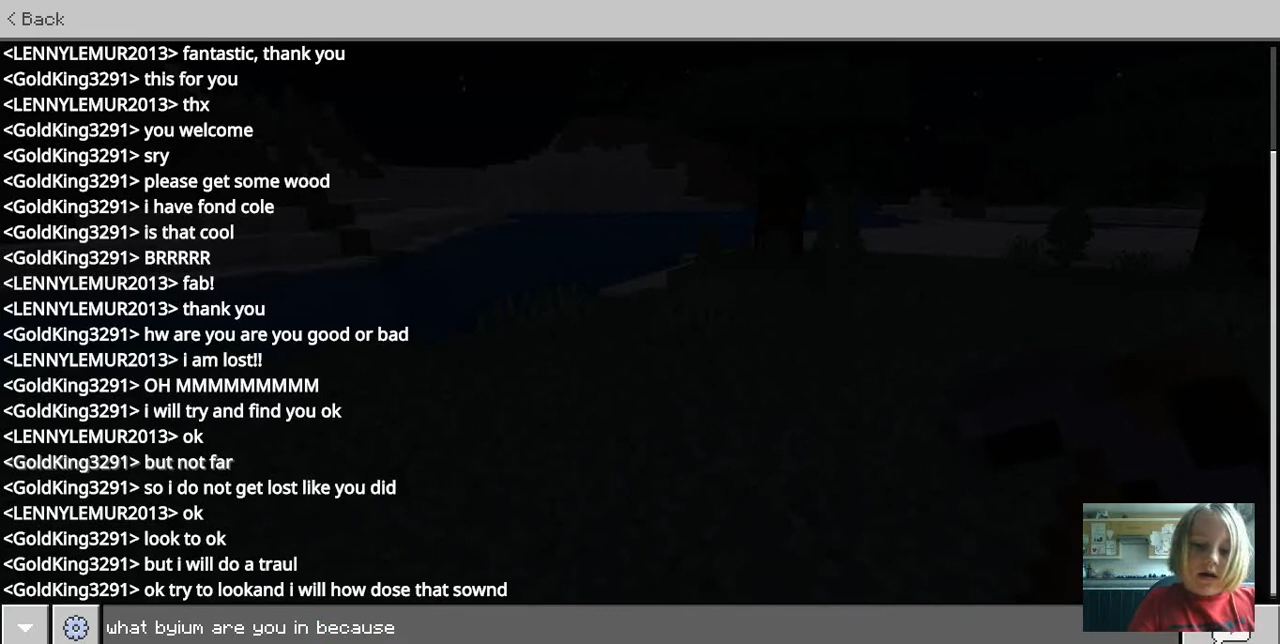 < Back
<LENNYLEMUR2013> fantastic, thank you
<GoldKing3291> this for you
<LENNYLEMUR2013> thx
<GoldKing3291> you welcome
<GoldKing3291> sry
<GoldKing3291> please get some wood
<GoldKing3291> i have fond cole
<GoldKing3291> is that cool
<GoldKing3291> BRRRRR
<LENNYLEMUR2013> fab!
<LENNYLEMUR2013> thank you
<GoldKing3291> hw are you are you good or bad
<LENNYLEMUR2013> i am lost!!
<GoldKing3291> OH MMMMMMMMM
<GoldKing3291> i will try and find you ok
<LENNYLEMUR2013> ok
<GoldKing3291> but not far
<GoldKing3291> so i do not get lost like you did
<LENNYLEMUR2013> ok
<GoldKing3291> look to ok
<GoldKing3291> but i will do a traul
<GoldKing3291> ok try to lookand i will how dose that sownd
what byium are you in because